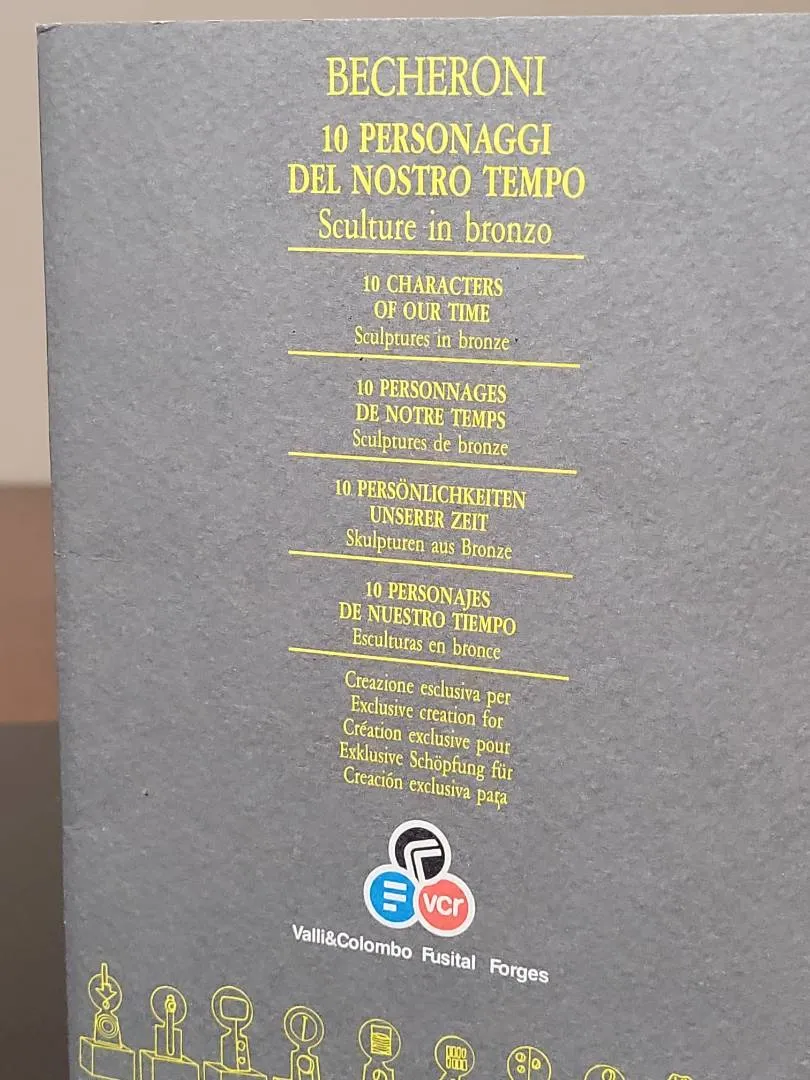 BECHERONI
10 PERSONAGGI
DEL NOSTRO TEMPO
Sculture in bronzo
10 CHARACTERS
OF OUR TIME
Sculptures in bronze
10 PERSONNAGES
DE NOTRE TEMPS
Sculptures de bronze
10 PERSÖNLICHKEITEN
UNSERER ZEIT
Skulpturen aus Bronze
10 PERSONAJES
DE NUESTRO TIEMPO
Esculturas en bronce
Creazione esclusiva per
Exclusive creation for
Création exclusive pour
Exklusive Schöpfung für
Creación exclusiva para
vcr
Valli&Colombo Fusital Forges